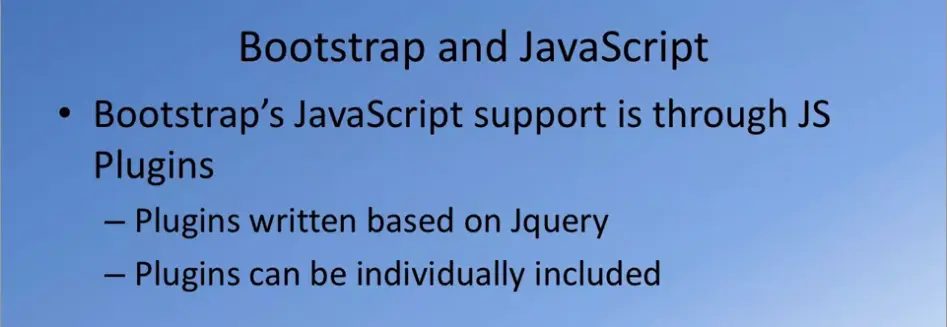 Bootstrap and JavaScript
• Bootstrap's JavaScript support is through JS
Plugins
– Plugins written based on Jquery
– Plugins can be individually included